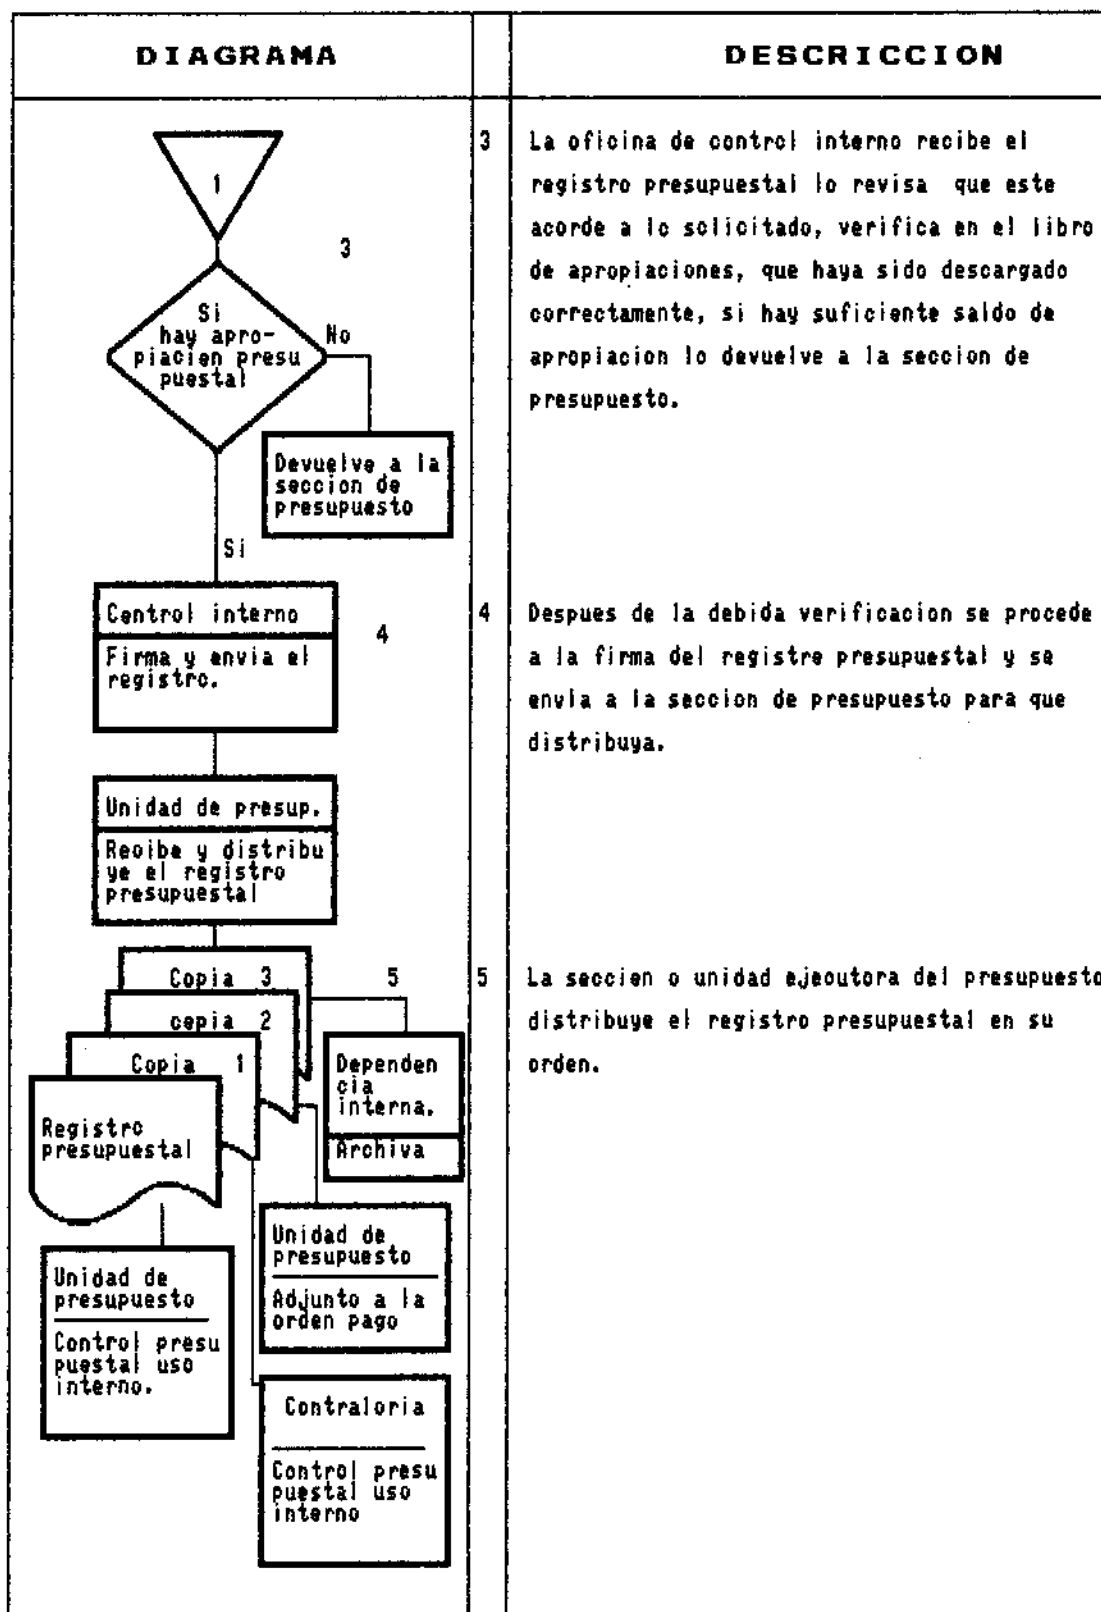 DIAGRAMA
DESCRICCION
1
3
Si
hay apro-
piacien presu
puestal
No
Devuelve a la
seccion de
presupuesto
Si
3
La oficina de control interno recibe el
registro presupuestal lo revisa que este
acorde a lo solicitado, verifica en el libro
de apropiaciones, que haya sido descargado
correctamente, si hay suficiente saldo de
apropiacion lo devuelve a la seccion de
presupuesto.
Control interno
Firma y envia el
registro.
4
4
Despues de la debida verificacion se procede
a la firma del registro presupuestal y se
envia a la seccion de presupuesto para que
distribuya.
Unidad de presup.
Recibe y distribu
ye el registro
presupuestal
Copia 3
copia 2
Copia 1
Registro
presupuestal
5
Dependen
cia
interna.
Archiva
5
La seccion o unidad ejecutora del presupuesto
distribuye el registro presupuestal en su
orden.
Unidad de
presupuesto
Adjunto a la
orden pago
Unidad de
presupuesto
Control presu
puestal uso
interno.
Contraloria
Control presu
puestal uso
interno